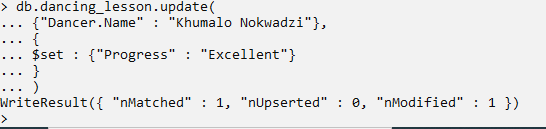 > db.dancing_lesson.update(
... {"Dancer.Name" : "Khumalo Nokwadzi"},
... {
... $set : {"Progress" : "Excellent"}
... }
... )
WriteResult({ "nMatched" : 1, "nUpserted" : 0, "nModified" : 1 })
>